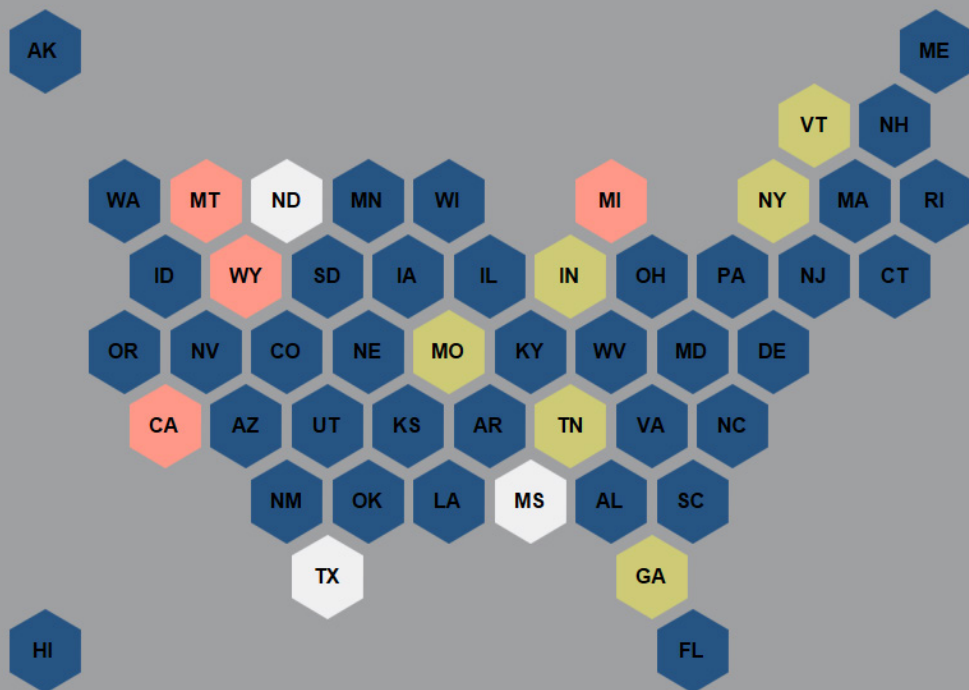 AK ME
VT NH
WA MT ND MN WI MI NY MA RI
ID WY SD IA IL IN OH PA NJ CT
OR NV CO NE MO KY WV MD DE
CA AZ UT KS AR TN VA NC
NM OK LA MS AL SC
TX GA
HI FL